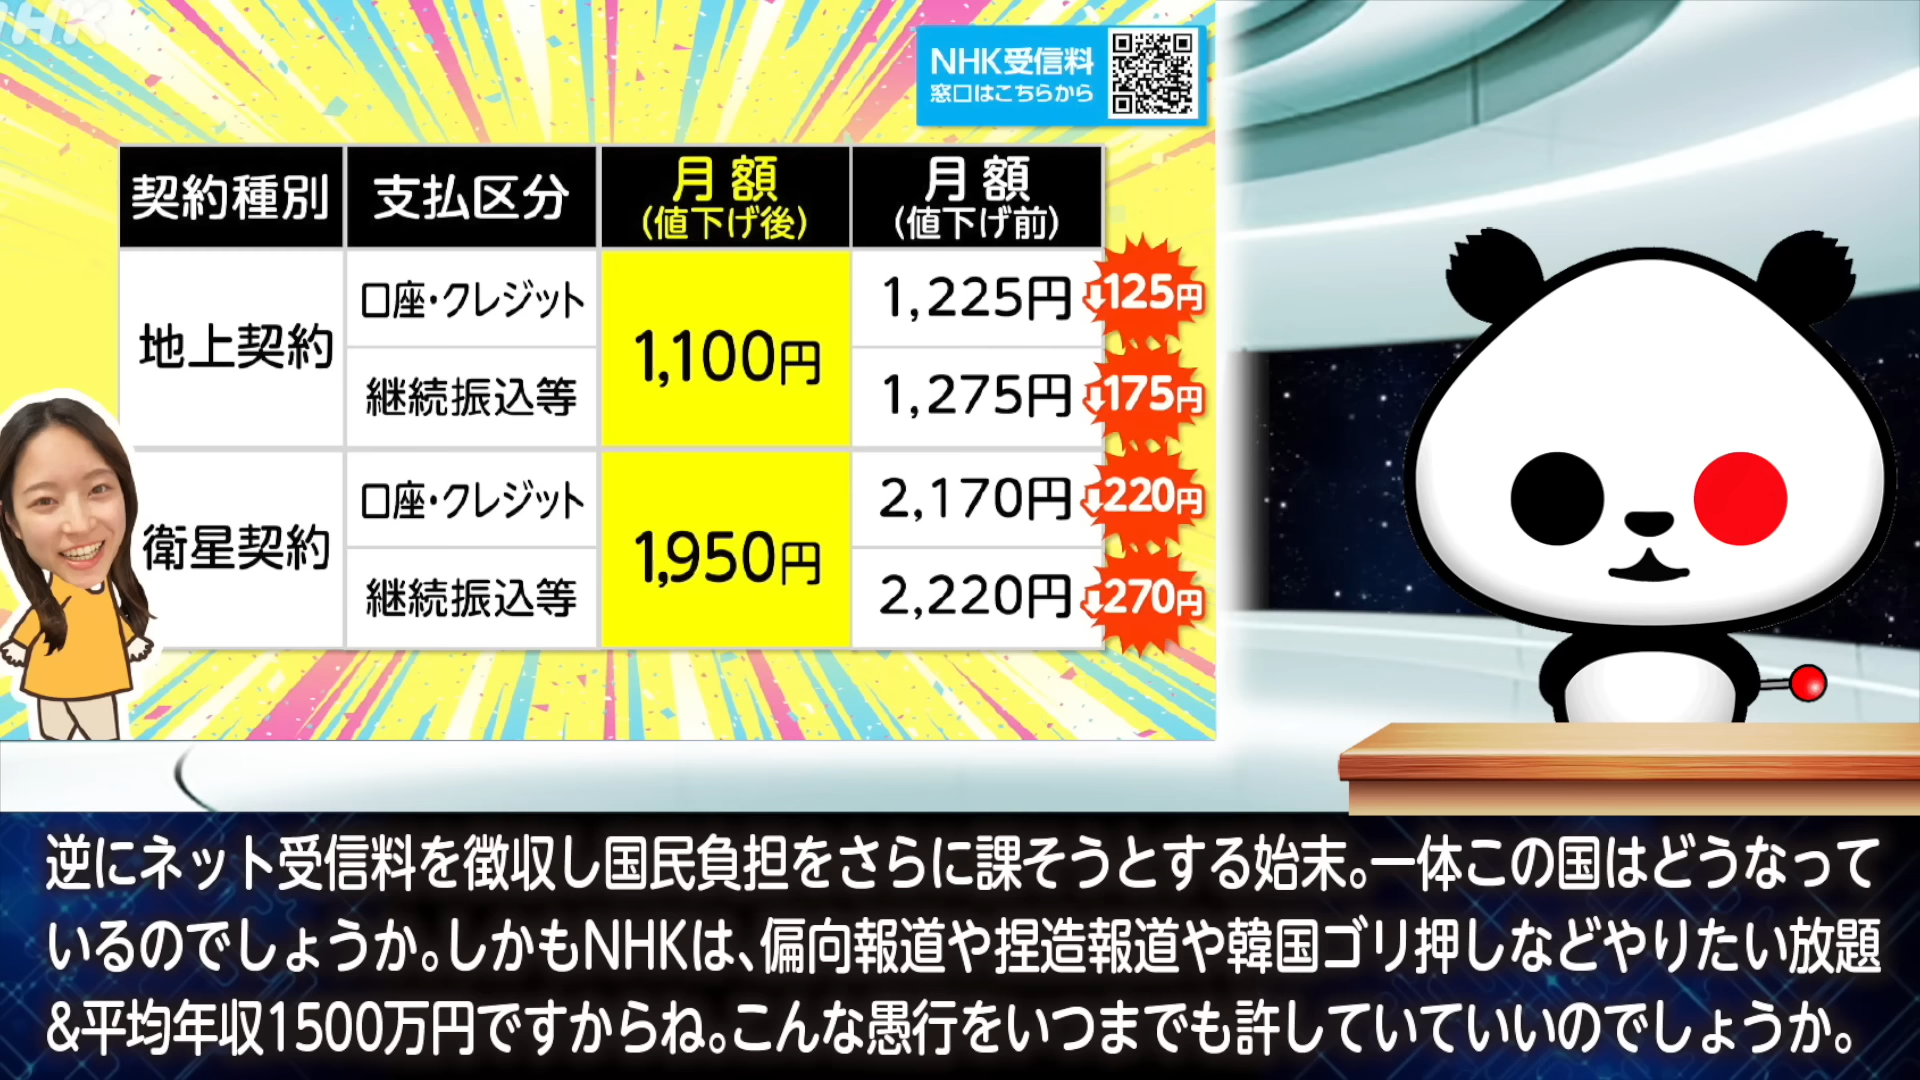 NHK
NHK受信料
窓口はこちらから
契約種別 支払区分 月額 月額
(値下げ後) (値下げ前)
地上契約 口座・クレジット 1,100円 1,225円 ↓125円
継続振込等 1,275円 ↓175円
衛星契約 口座・クレジット 1,950円 2,170円 ↓220円
継続振込等 2,220円 ↓270円
逆にネット受信料を徴収し国民負担をさらに課そうとする始末。一体この国はどうなって
いるのでしょうか。しかもNHKは、偏向報道や捏造報道や韓国ゴリ押しなどやりたい放題
&平均年収1500万円ですからね。こんな愚行をいつまでも許していていいのでしょうか。